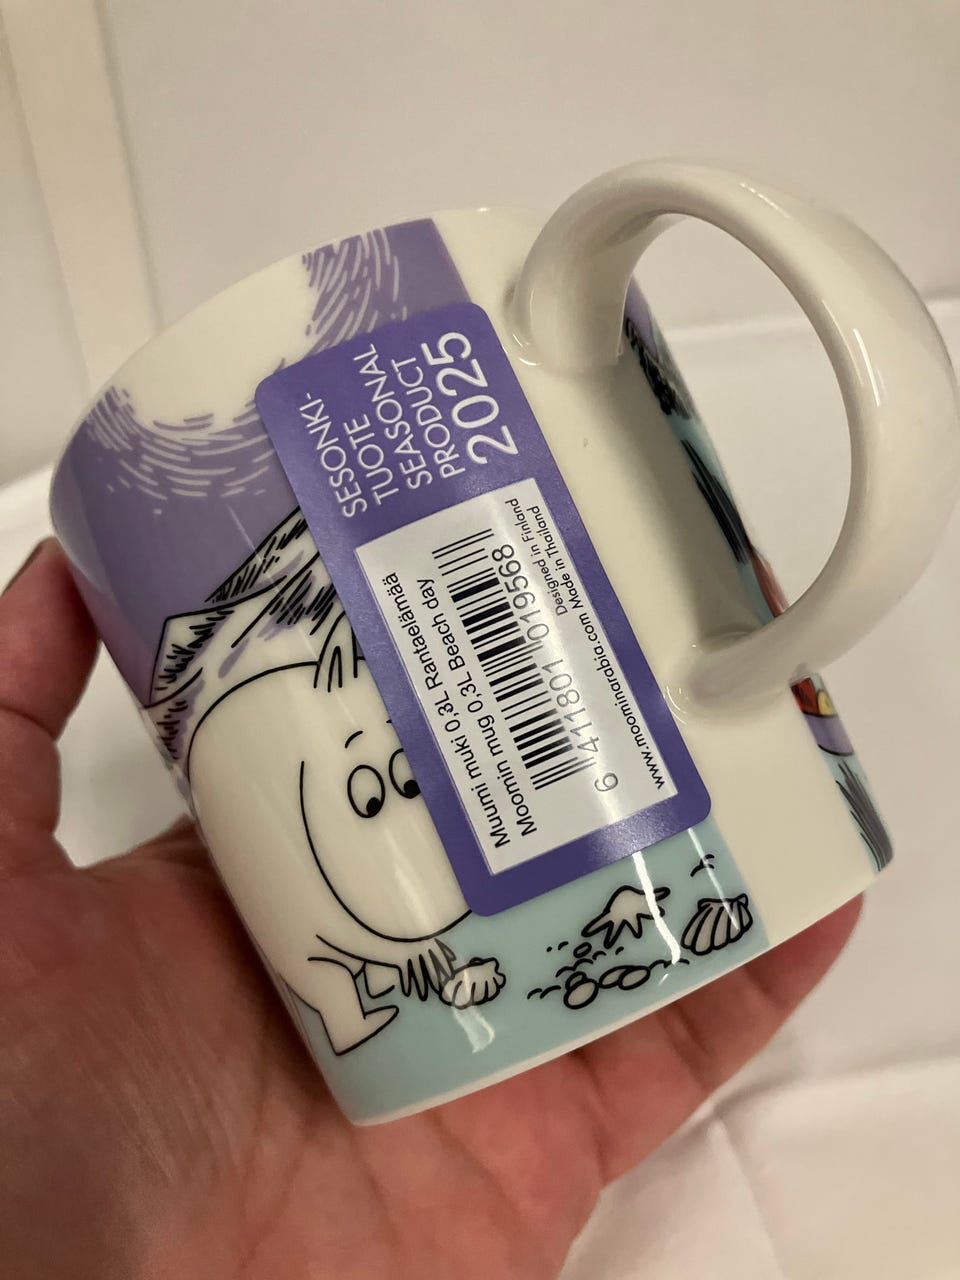 SESONKI-
TUOTE
SEASONAL
PRODUCT
2025
Muumi muki 0,3L Rantaelämää
Moomin mug 0,3L Beach day
6 411801 019568
Designed in Finland
www.moominarabia.com Made in Thailand